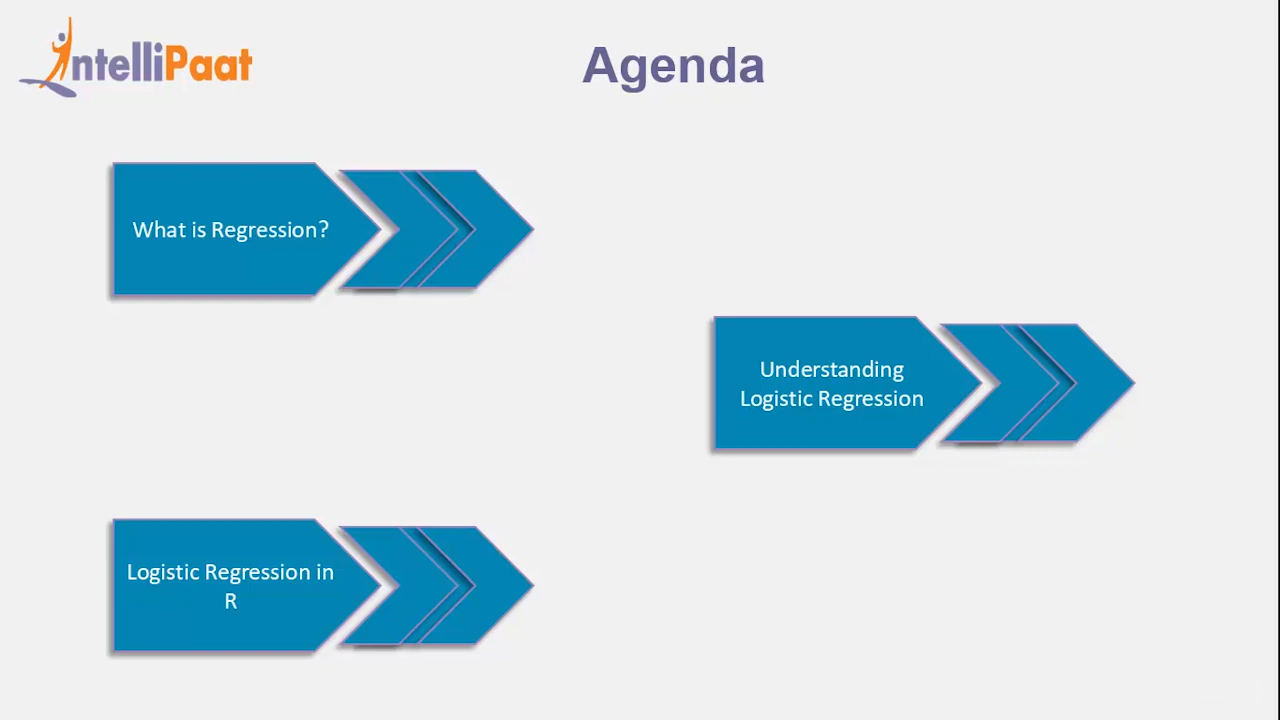 IntelliPaat
Agenda
What is Regression?
Understanding
Logistic Regression
Logistic Regression in
R